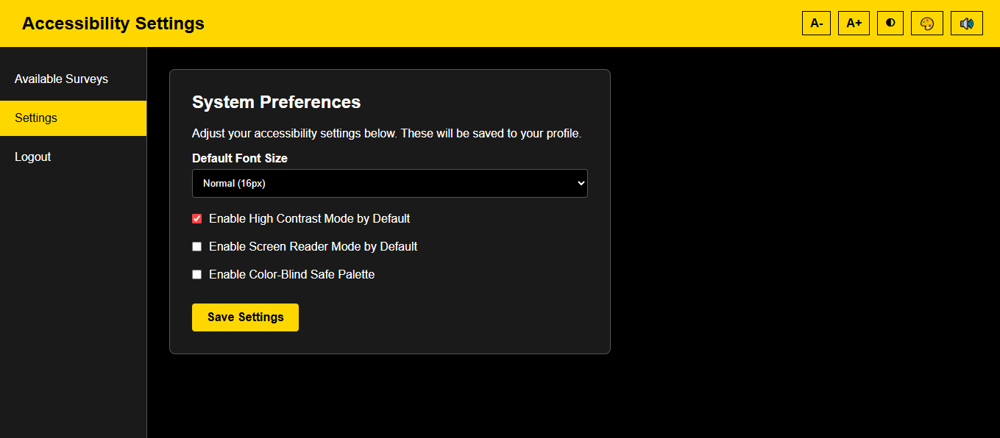 Accessibility Settings
A-
A+
Available Surveys
Settings
Logout
System Preferences
Adjust your accessibility settings below. These will be saved to your profile.
Default Font Size
Normal (16px)
Enable High Contrast Mode by Default
Enable Screen Reader Mode by Default
Enable Color-Blind Safe Palette
Save Settings